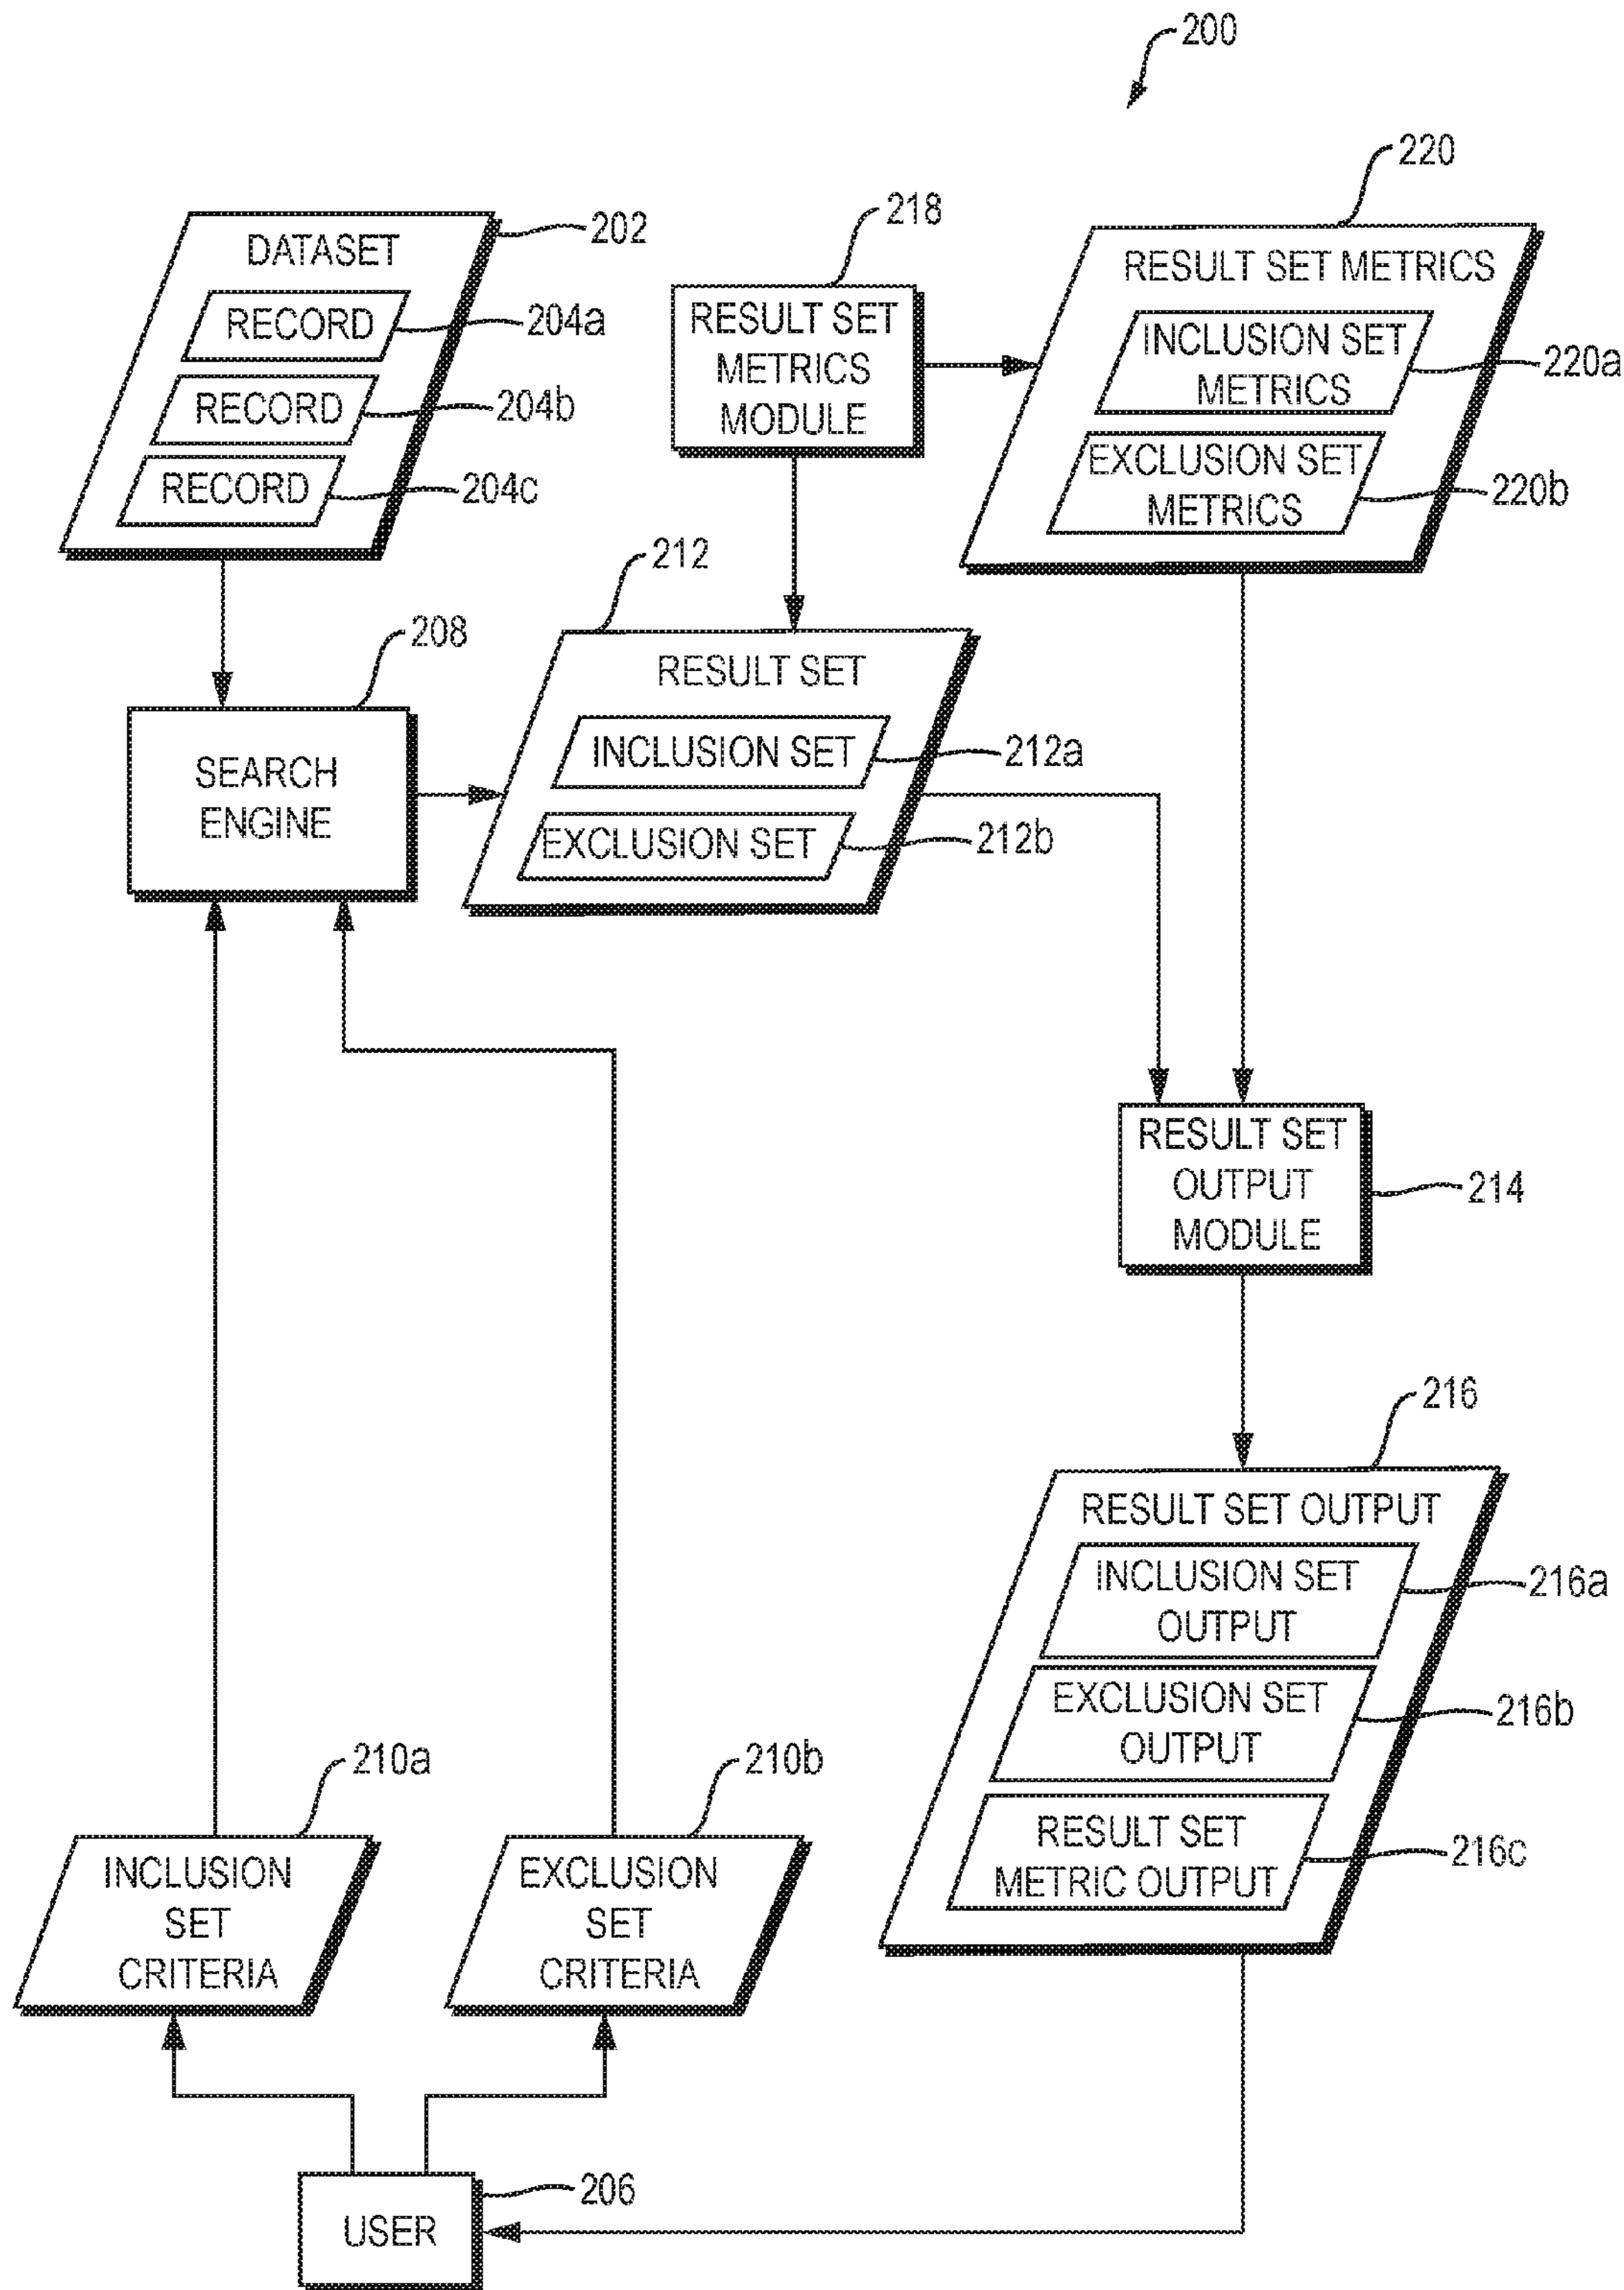 200
220
218
202
DATASET
RECORD
204a
RECORD
204b
RECORD
204c
RESULT SET
METRICS
MODULE
RESULT SET METRICS
INCLUSION SET
METRICS
220a
EXCLUSION SET
METRICS
220b
212
208
RESULT SET
INCLUSION SET
212a
EXCLUSION SET
212b
SEARCH
ENGINE
RESULT SET
OUTPUT
MODULE
214
216
RESULT SET OUTPUT
INCLUSION SET
OUTPUT
216a
EXCLUSION SET
OUTPUT
216b
RESULT SET
METRIC OUTPUT
216c
210a
210b
INCLUSION
SET
CRITERIA
EXCLUSION
SET
CRITERIA
206
USER